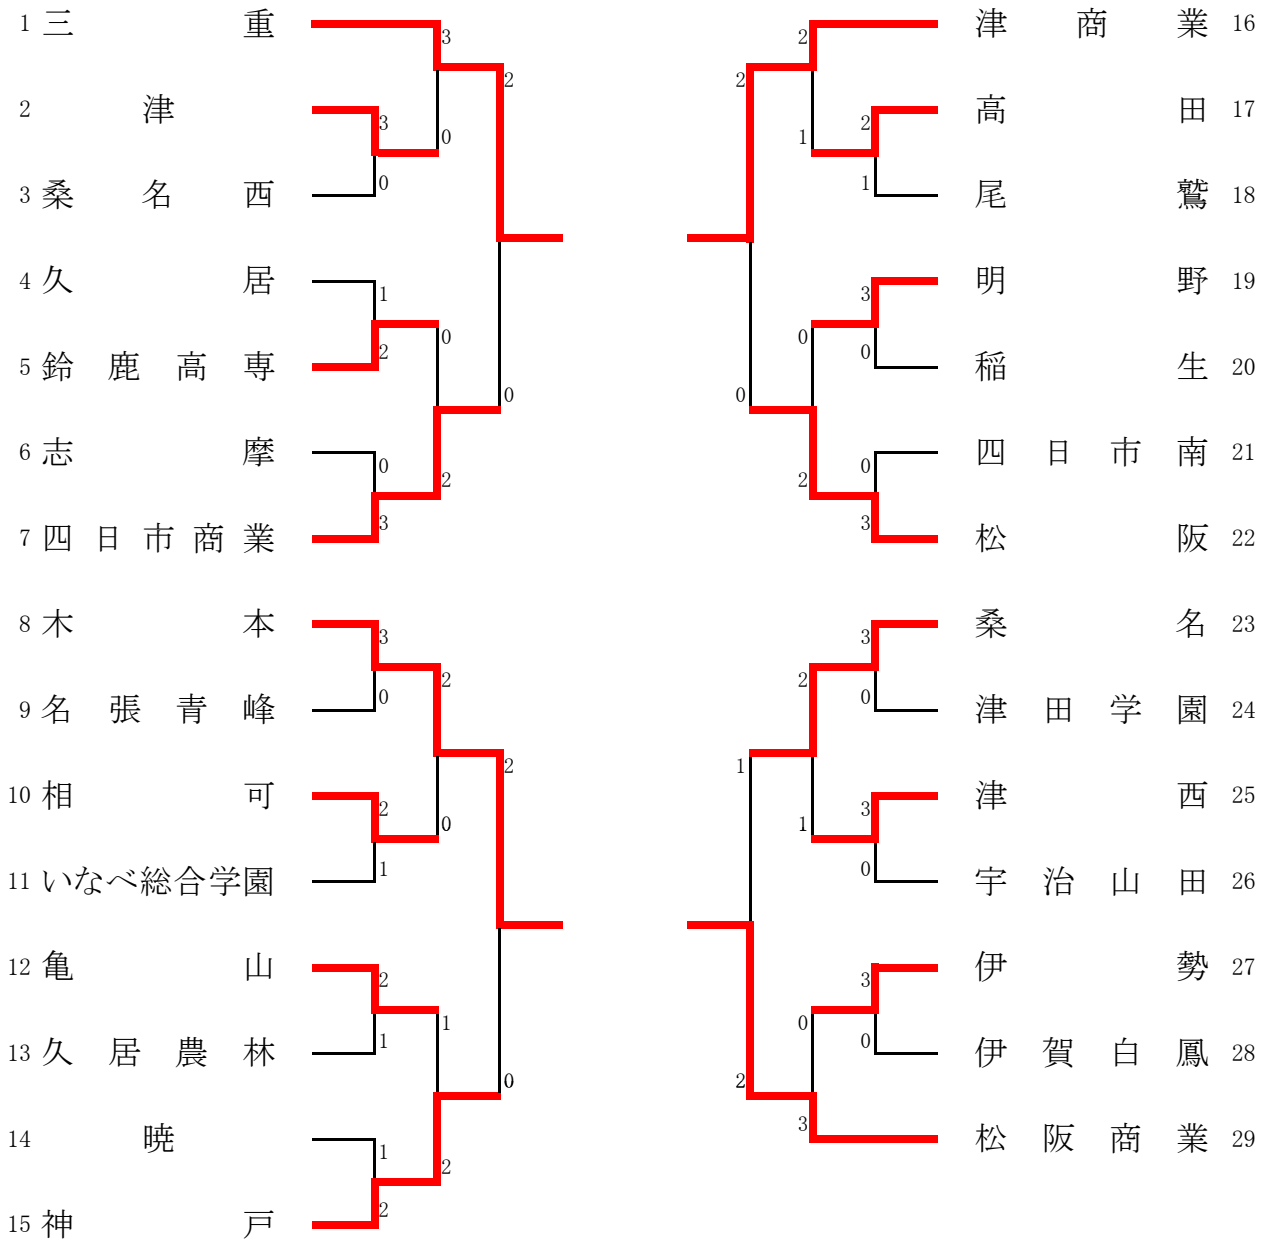 1 三重
2 津
3 桑名西
4 久居
5 鈴鹿高専
6 志摩
7 四日市商業
8 木本
9 名張青峰
10 相可
11 いなべ総合学園
12 亀山
13 久居農林
14 暁
15 神戸
3
0
3
0
2
1
2
0
0
0
3
2
3
0
2
2
1
0
2
2
1
1
1
2
2
0
津商業 16
高田 17
尾鷲 18
明野 19
稲生 20
四日市南 21
松阪 22
桑名 23
津田学園 24
津西 25
宇治山田 26
伊勢 27
伊賀白鳳 28
松阪商業 29
2
2
2
1
1
3
0
0
0
0
2
3
3
2
0
1
3
1
0
3
0
0
2
3